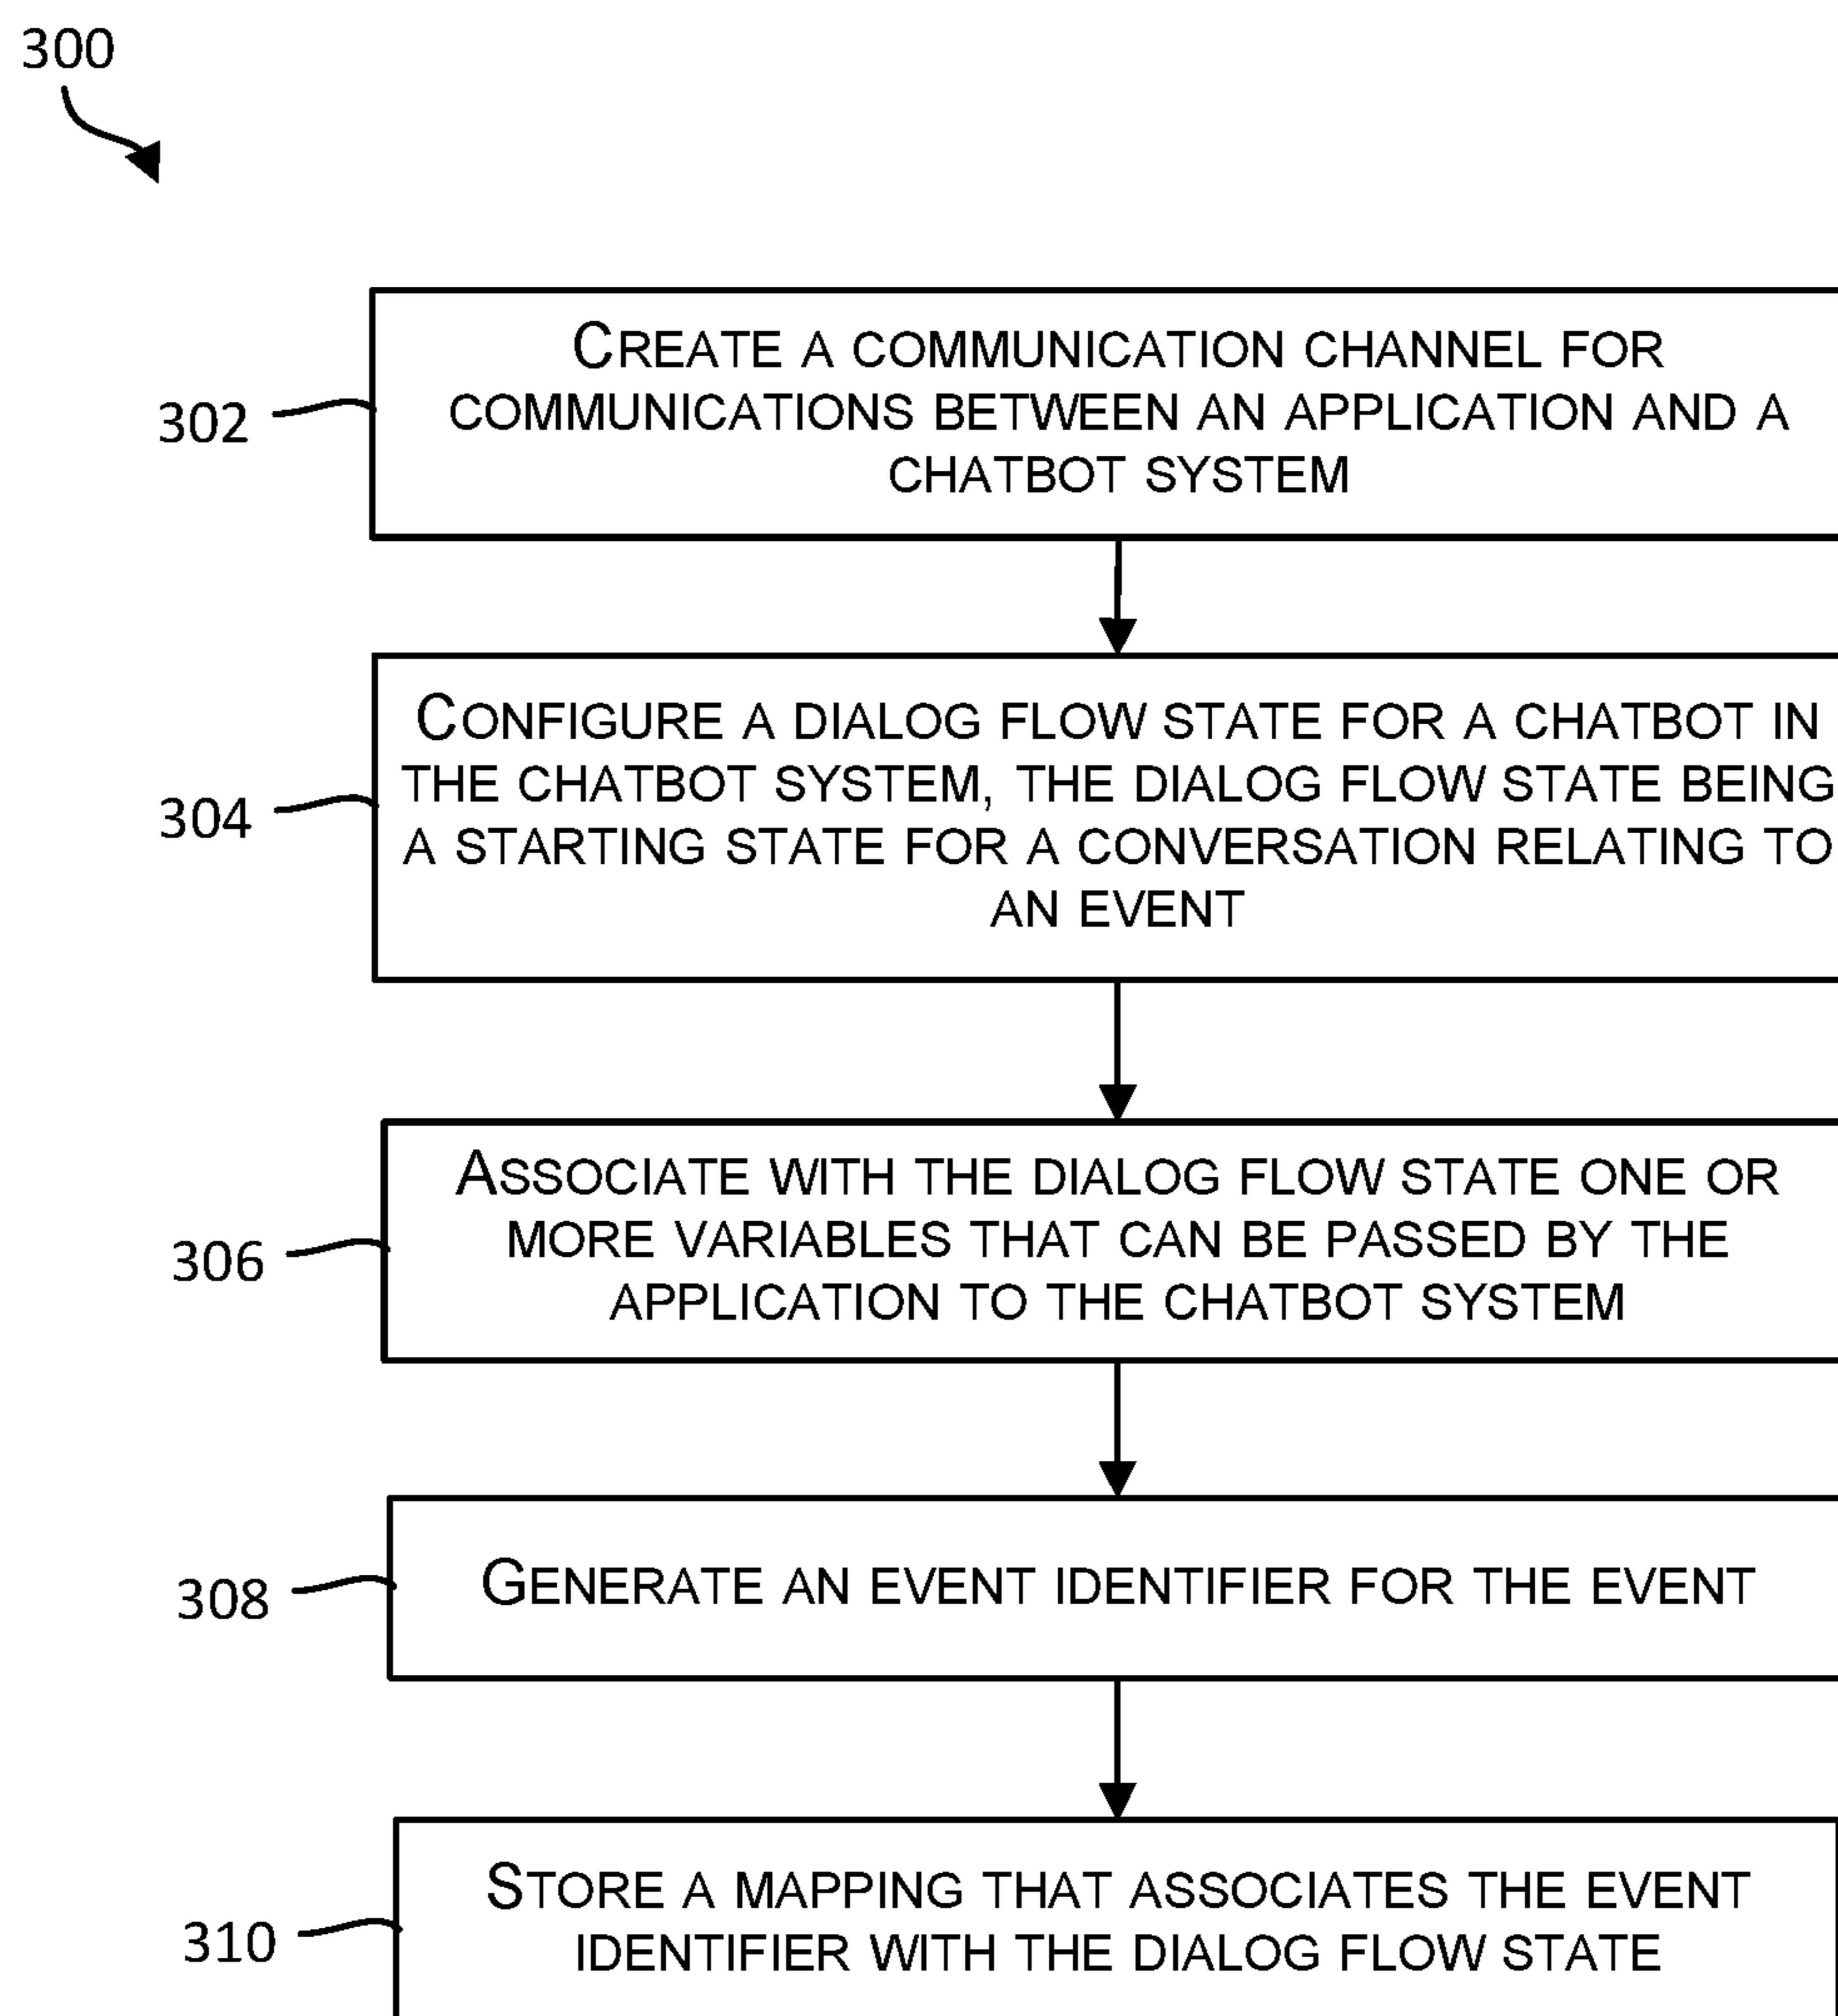 300
302
CREATE A COMMUNICATION CHANNEL FOR
COMMUNICATIONS BETWEEN AN APPLICATION AND A
CHATBOT SYSTEM
304
CONFIGURE A DIALOG FLOW STATE FOR A CHATBOT IN
THE CHATBOT SYSTEM, THE DIALOG FLOW STATE BEING
A STARTING STATE FOR A CONVERSATION RELATING TO
AN EVENT
306
ASSOCIATE WITH THE DIALOG FLOW STATE ONE OR
MORE VARIABLES THAT CAN BE PASSED BY THE
APPLICATION TO THE CHATBOT SYSTEM
308
GENERATE AN EVENT IDENTIFIER FOR THE EVENT
310
STORE A MAPPING THAT ASSOCIATES THE EVENT
IDENTIFIER WITH THE DIALOG FLOW STATE